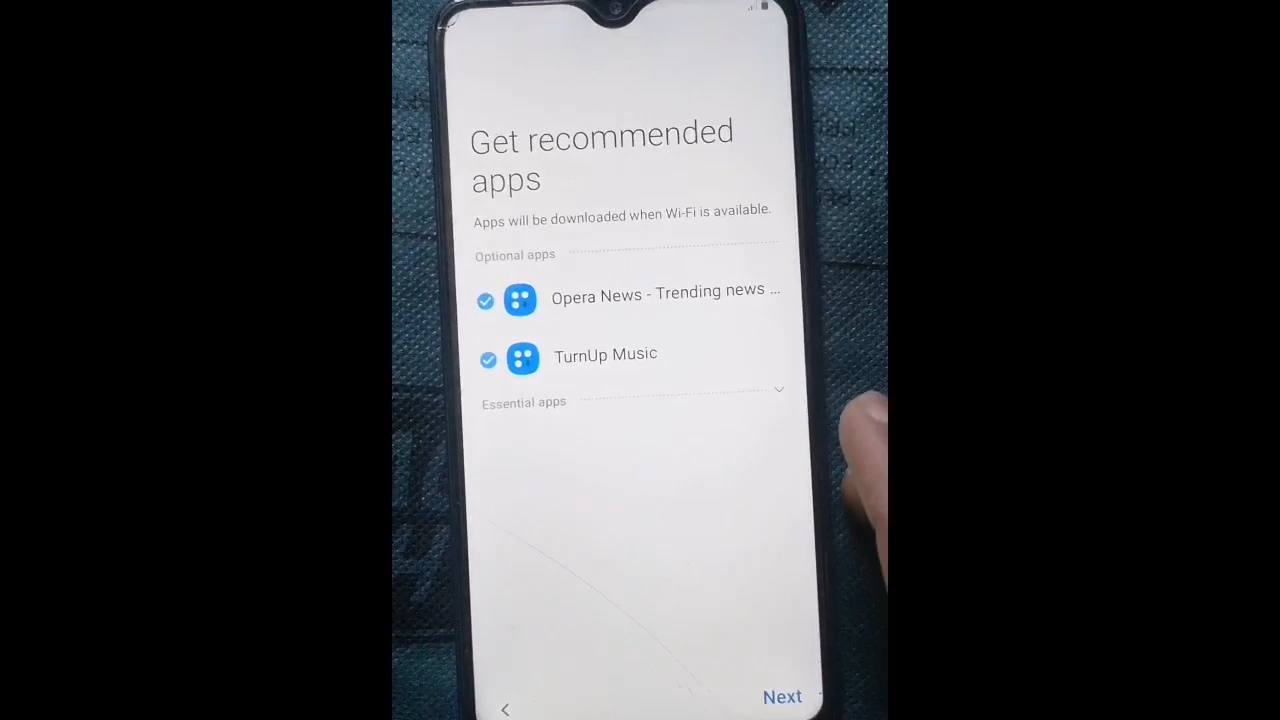 Get recommended
apps
Apps will be downloaded when Wi-Fi is available.
Optional apps
Opera News - Trending news ...
TurnUp Music
Essential apps
Next